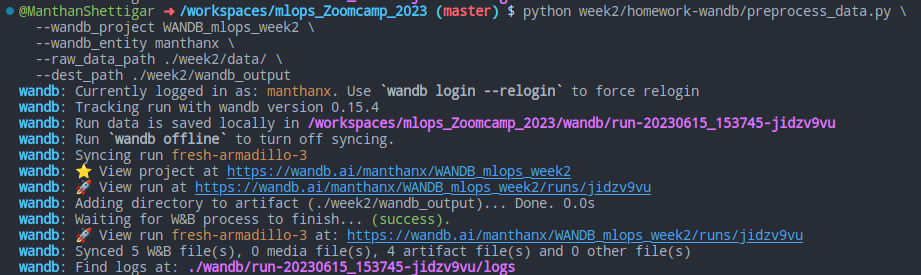 @ManthanShettigar ➜ /workspaces/mlops_Zoomcamp_2023 (master) $ python week2/homework-wandb/preprocess_data.py \
--wandb_project WANDB_mlops_week2 \
--wandb_entity manthanx \
--raw_data_path ./week2/data/ \
--dest_path ./week2/wandb_output
wandb: Currently logged in as: manthanx. Use `wandb login --relogin` to force relogin
wandb: Tracking run with wandb version 0.15.4
wandb: Run data is saved locally in /workspaces/mlops_Zoomcamp_2023/wandb/run-20230615_153745-jidzv9vu
wandb: Run `wandb offline` to turn off syncing.
wandb: Syncing run fresh-armadillo-3
wandb: ⭐ View project at https://wandb.ai/manthanx/WANDB_mlops_week2
wandb: 🚀 View run at https://wandb.ai/manthanx/WANDB_mlops_week2/runs/jidzv9vu
wandb: Adding directory to artifact (./week2/wandb_output)... Done. 0.0s
wandb: Waiting for W&B process to finish... (success).
wandb: 🚀 View run fresh-armadillo-3 at: https://wandb.ai/manthanx/WANDB_mlops_week2/runs/jidzv9vu
wandb: Synced 5 W&B file(s), 0 media file(s), 4 artifact file(s) and 0 other file(s)
wandb: Find logs at: ./wandb/run-20230615_153745-jidzv9vu/logs